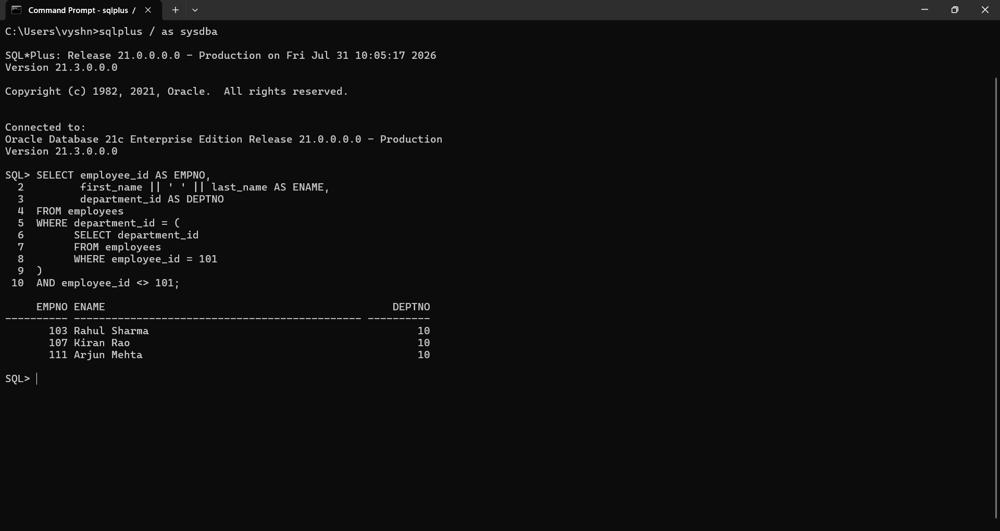 Command Prompt - sqlplus /
C:\Users\vyshn>sqlplus / as sysdba
SQL*Plus: Release 21.0.0.0.0 - Production on Fri Jul 31 10:05:17 2026
Version 21.3.0.0.0
Copyright (c) 1982, 2021, Oracle.  All rights reserved.
Connected to:
Oracle Database 21c Enterprise Edition Release 21.0.0.0.0 - Production
Version 21.3.0.0.0
SQL> SELECT employee_id AS EMPNO,
  2         first_name || ' ' || last_name AS ENAME,
  3         department_id AS DEPTNO
  4  FROM employees
  5  WHERE department_id = (
  6        SELECT department_id
  7        FROM employees
  8        WHERE employee_id = 101
  9  )
 10  AND employee_id <> 101;
     EMPNO ENAME                                              DEPTNO
---------- ---------------------------------------------- ----------
       103 Rahul Sharma                                           10
       107 Kiran Rao                                              10
       111 Arjun Mehta                                            10
SQL>